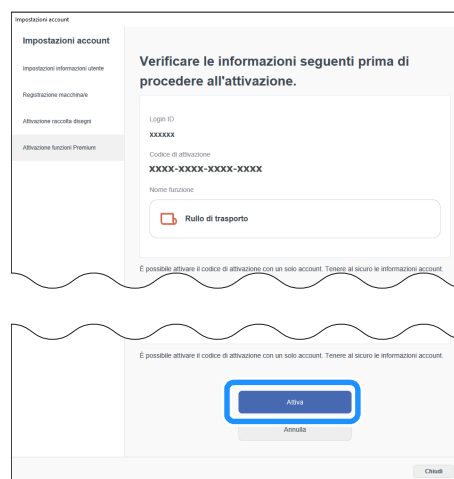 Impostazioni account
Impostazioni account
Impostazioni informazioni utente
Registrazione macchina/e
Attivazione raccolta disegni
Attivazione funzioni Premium
Verificare le informazioni seguenti prima di
procedere all'attivazione.
Login ID
xxxxxx
Codice di attivazione
xxxx-xxxx-xxxx-xxxx
Nome funzione
Rullo di trasporto
È possibile attivare il codice di attivazione con un solo account. Tenere al sicuro le informazioni account.
È possibile attivare il codice di attivazione con un solo account. Tenere al sicuro le informazioni account.
Attiva
Annulla
Chiudi